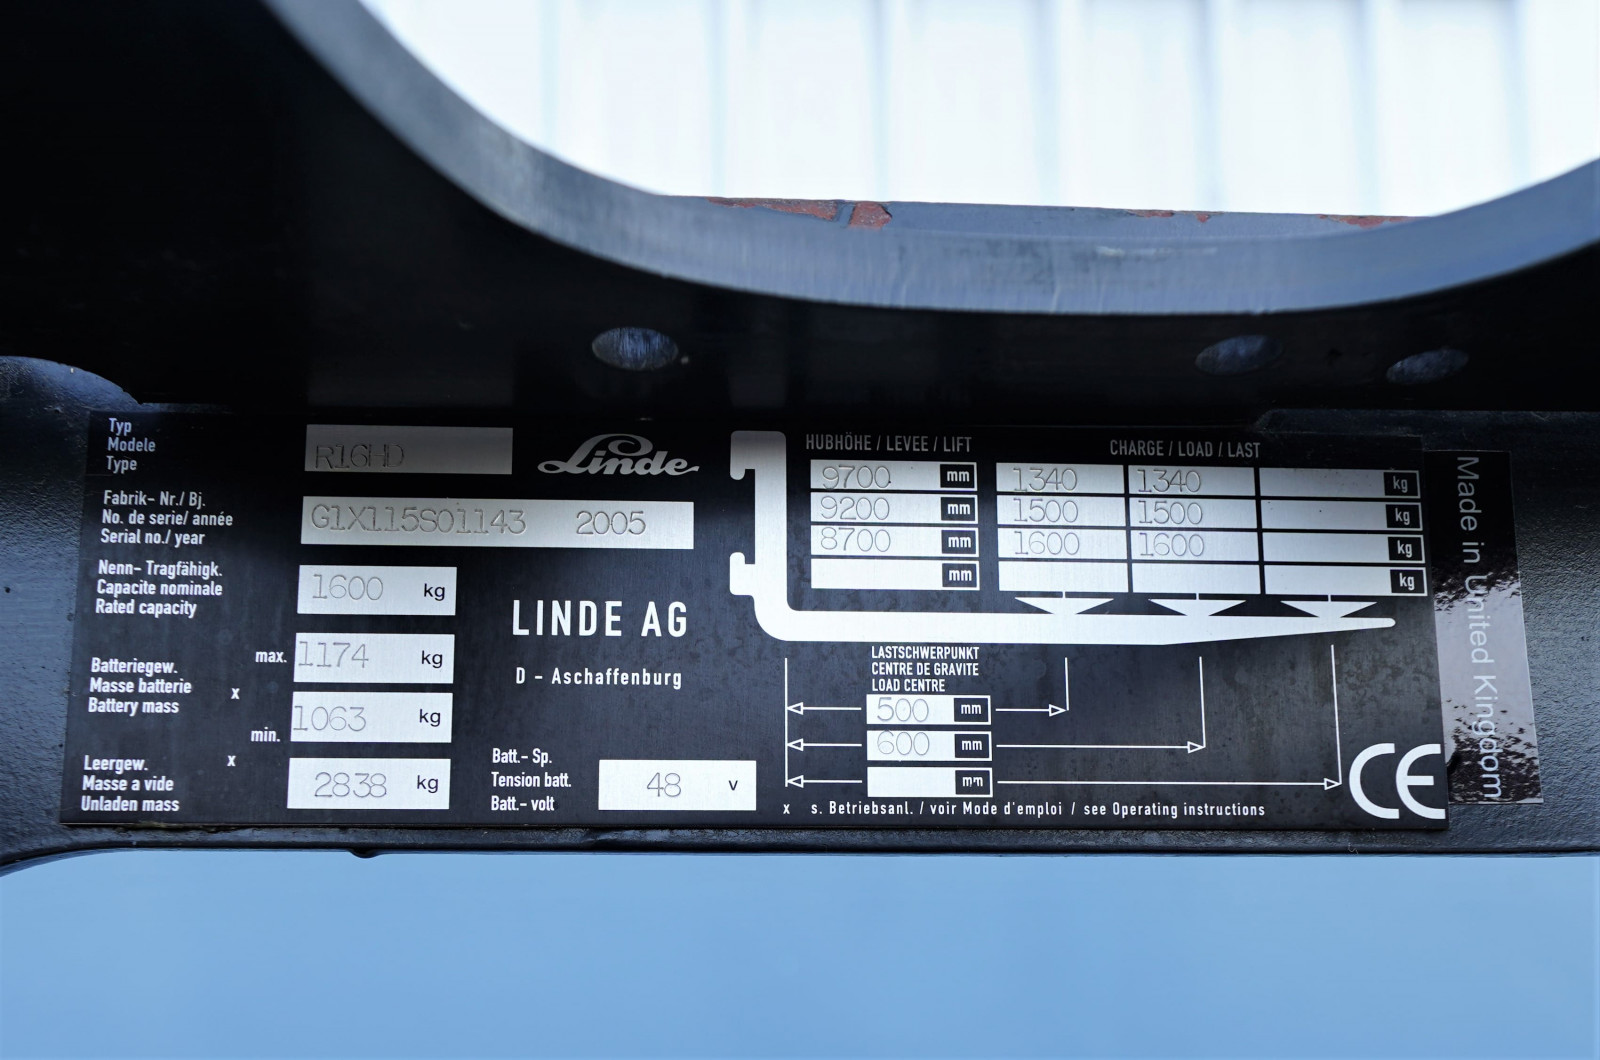 Typ
Modele
Type
R16HD
Linde
Fabrik- Nr./ Bj.
No. de serie/ année
Serial no./ year
G1X115S01143 2005
Nenn- Tragfähigk.
Capacite nominale
Rated capacity
1600 kg
LINDE AG
D - Aschaffenburg
Batteriegew.
Masse batterie x
Battery mass
max. 1174 kg
min. 1063 kg
Leergew. x
Masse a vide
Unladen mass
2838 kg
Batt.- Sp.
Tension batt.
Batt.- volt
48 v
HUBHÖHE / LEVEE / LIFT
CHARGE / LOAD / LAST
9700 mm 1340 1340 kg
9200 mm 1500 1500 kg
8700 mm 1600 1600 kg
mm kg
LASTSCHWERPUNKT
CENTRE DE GRAVITE
LOAD CENTRE
500 mm
600 mm
mm
x s. Betriebsanl. / voir Mode d'emploi / see Operating instructions
CE
Made in United Kingdom